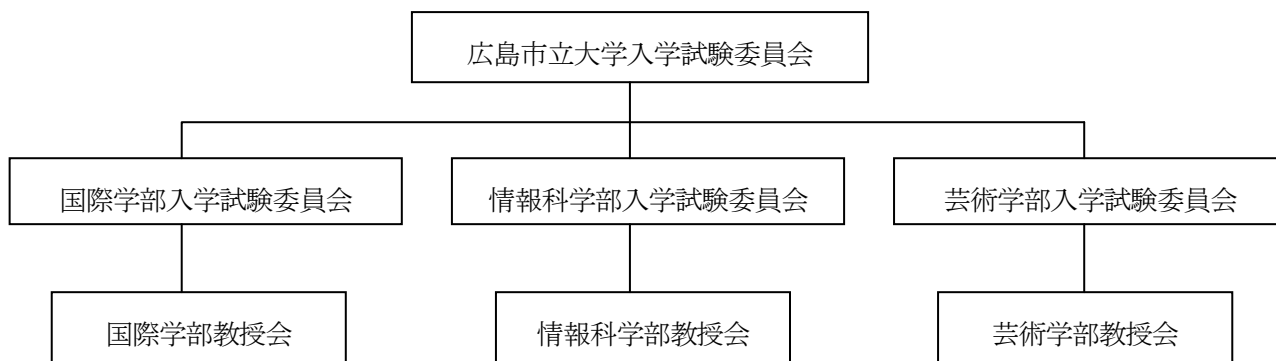 広島市立大学入学試験委員会
国際学部入学試験委員会
情報科学部入学試験委員会
芸術学部入学試験委員会
国際学部教授会
情報科学部教授会
芸術学部教授会